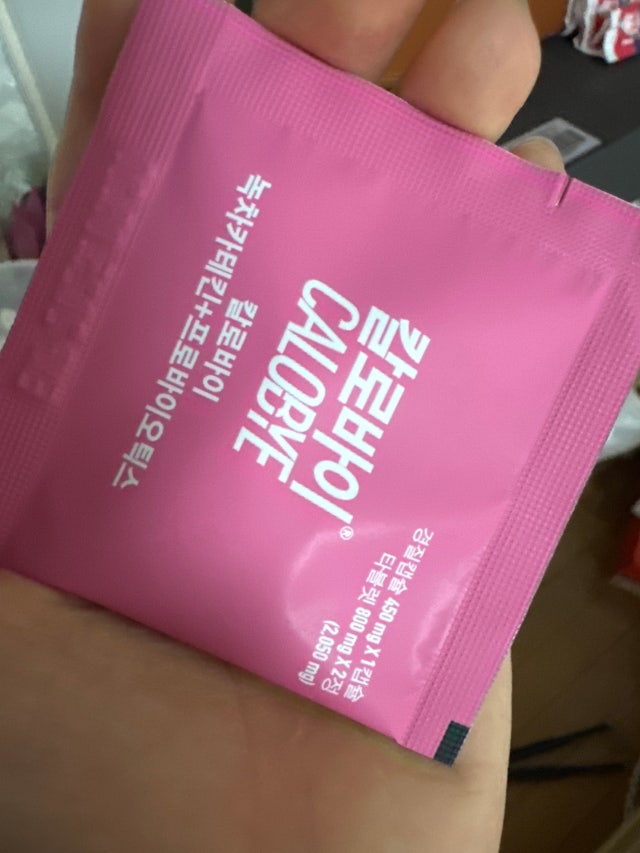 칼로바이®
CALOBYE
칼로바이
녹차카테킨+프로바이오틱스
경질캡슐 450 mg X 1캡슐
타블렛 800 mg X 2정
(2,050 mg)